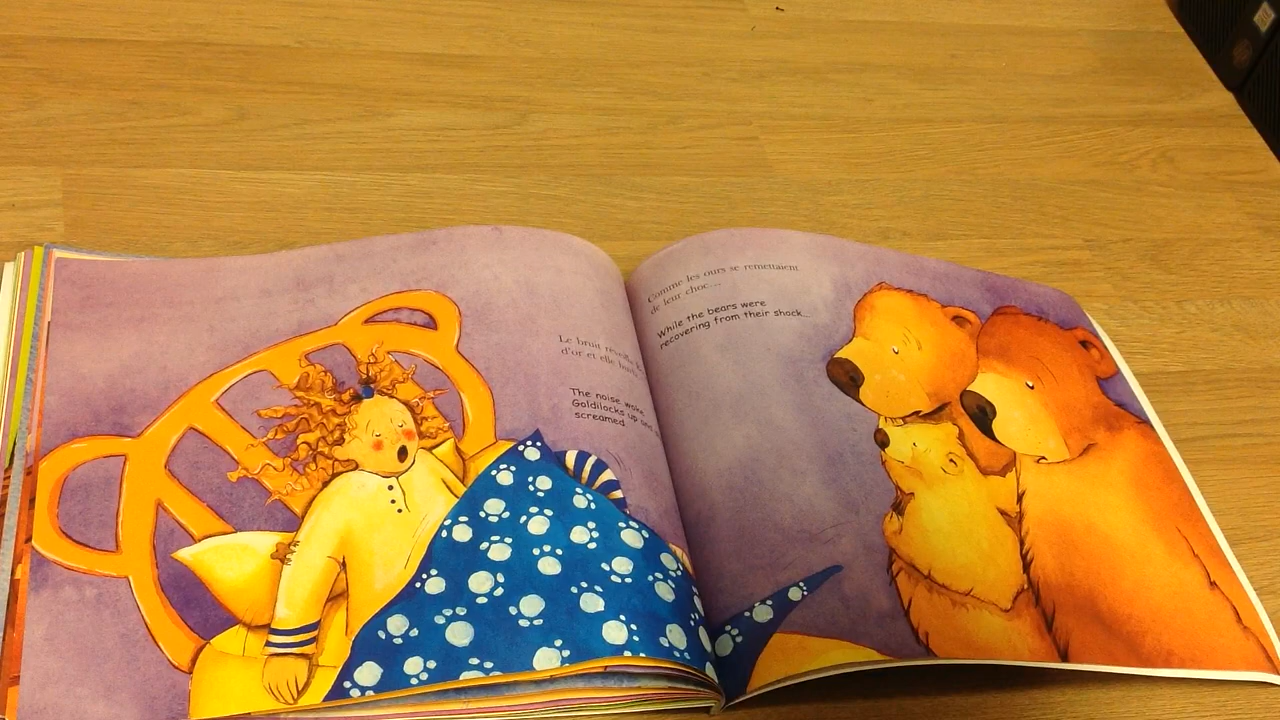 Le bruit
d'or et elle
The noise woke
Goldilocks up and
screamed
Comme les ours se remettaient
de leur choc...
While the bears were
recovering from their shock...